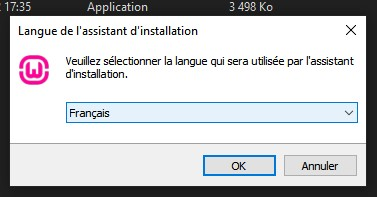 17:35 Application 3 498 Ko
Langue de l'assistant d'installation
Veuillez sélectionner la langue qui sera utilisée par l'assistant
d'installation.
Français
OK Annuler